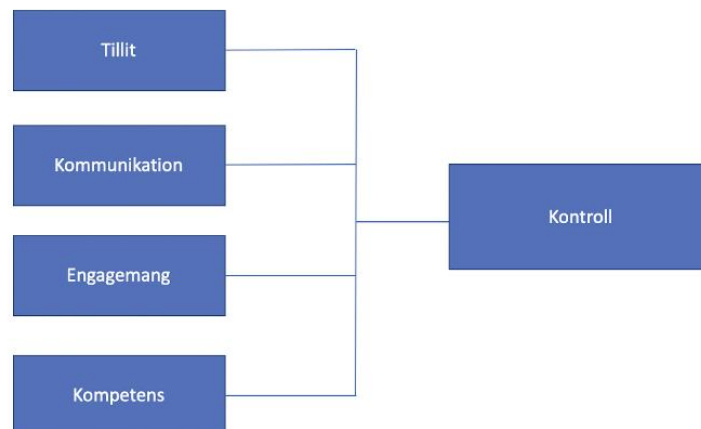 Tillit
Kommunikation
Engagemang
Kompetens
Kontroll